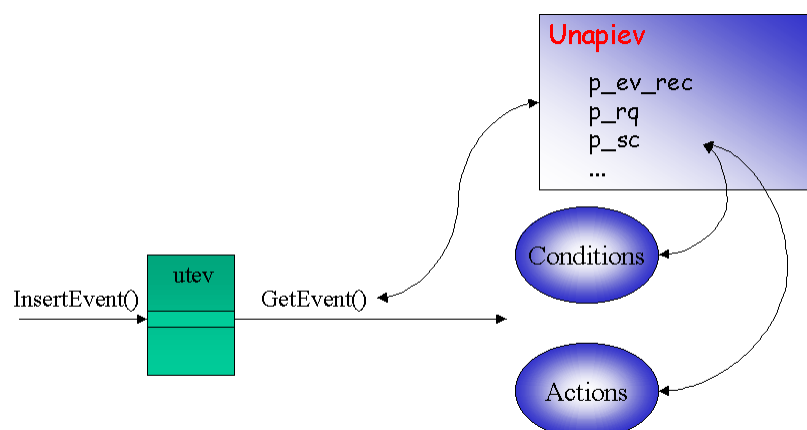 Unapiev
p_ev_rec
p_rq
p_sc
...
Conditions
utev
InsertEvent()
GetEvent()
Actions